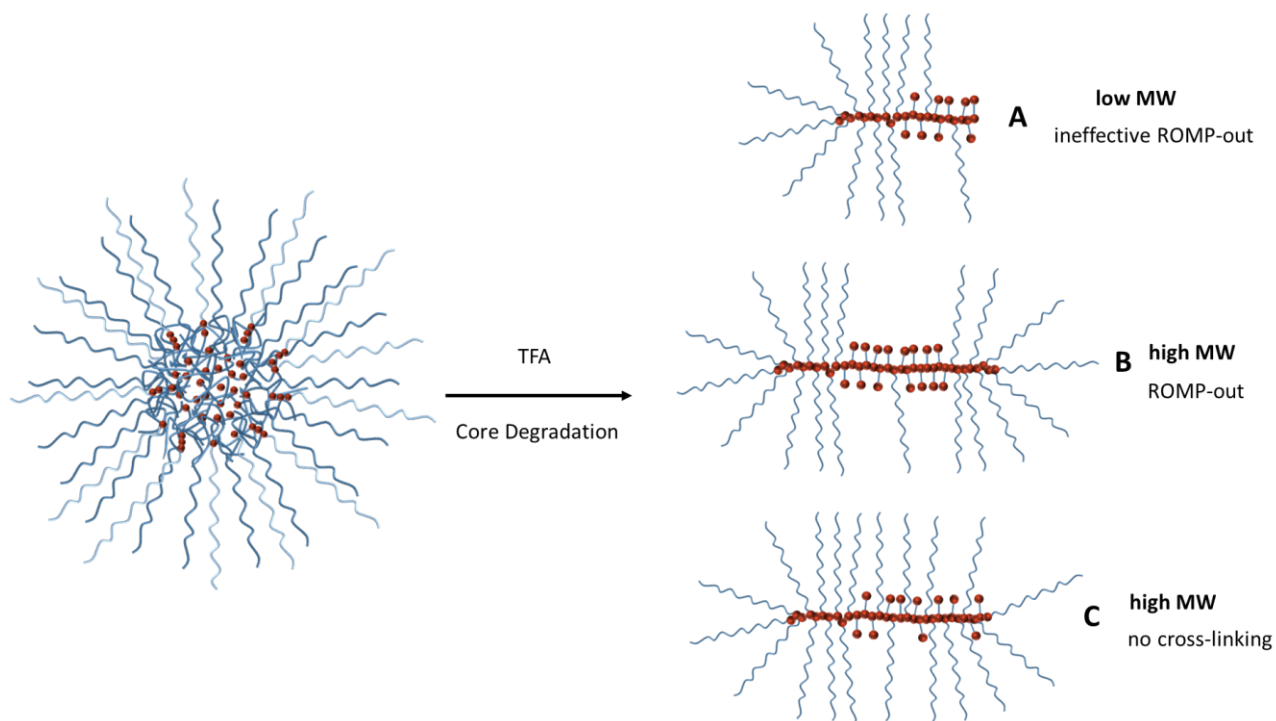 TFA
Core Degradation
A
low MW
ineffective ROMP-out
B
high MW
ROMP-out
C
high MW
no cross-linking